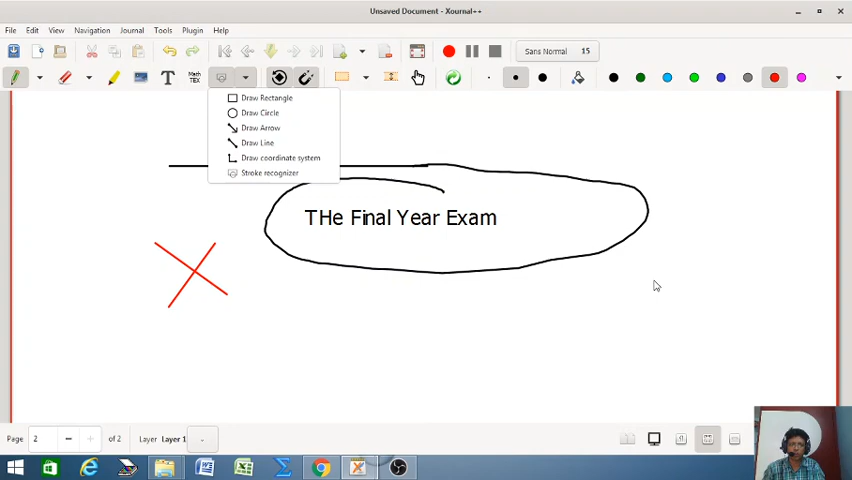 Unsaved Document - Xournal++
File Edit View Navigation Journal Tools Plugin Help
Sans Normal 15
T Math TEX
Draw Rectangle
Draw Circle
Draw Arrow
Draw Line
Draw coordinate system
Stroke recognizer
THe Final Year Exam
Page 2 of 2 Layer Layer 1